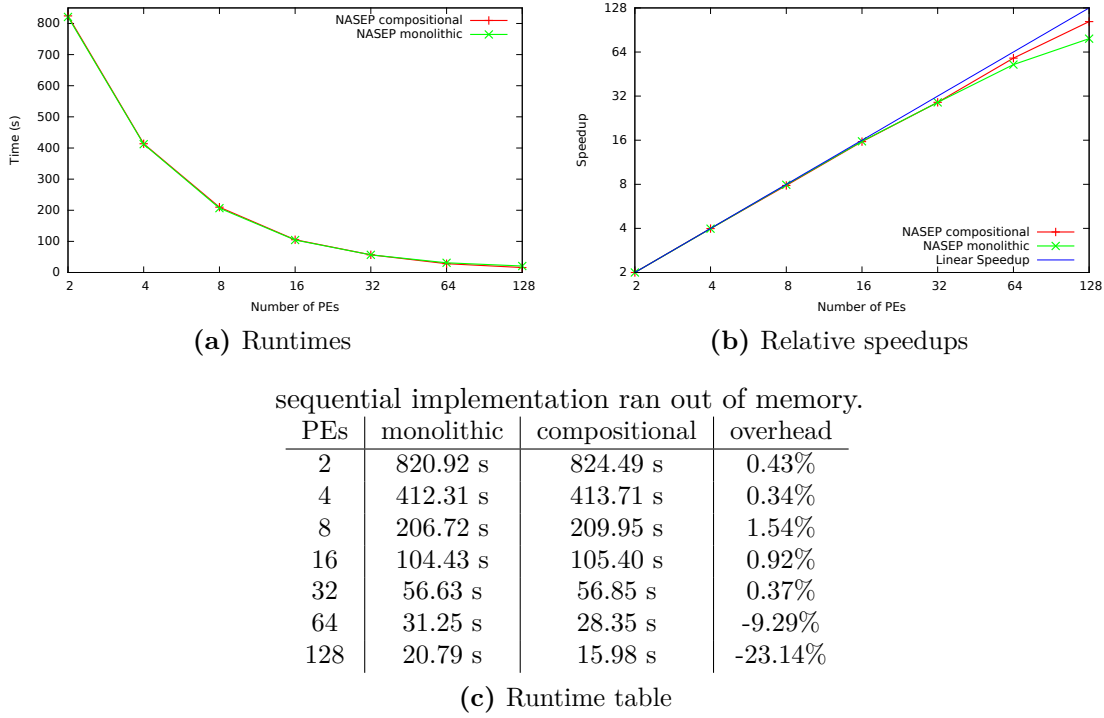 NASEP compositional
NASEP monolithic
800
700
600
500
400
300
200
100
0
Time (s)
2 4 8 16 32 64 128
Number of PEs
(a) Runtimes
128
64
32
16
8
4
2
Speedup
NASEP compositional
NASEP monolithic
Linear Speedup
2 4 8 16 32 64 128
Number of PEs
(b) Relative speedups
sequential implementation ran out of memory.
PEs monolithic compositional overhead
2 820.92 s 824.49 s 0.43%
4 412.31 s 413.71 s 0.34%
8 206.72 s 209.95 s 1.54%
16 104.43 s 105.40 s 0.92%
32 56.63 s 56.85 s 0.37%
64 31.25 s 28.35 s -9.29%
128 20.79 s 15.98 s -23.14%
(c) Runtime table